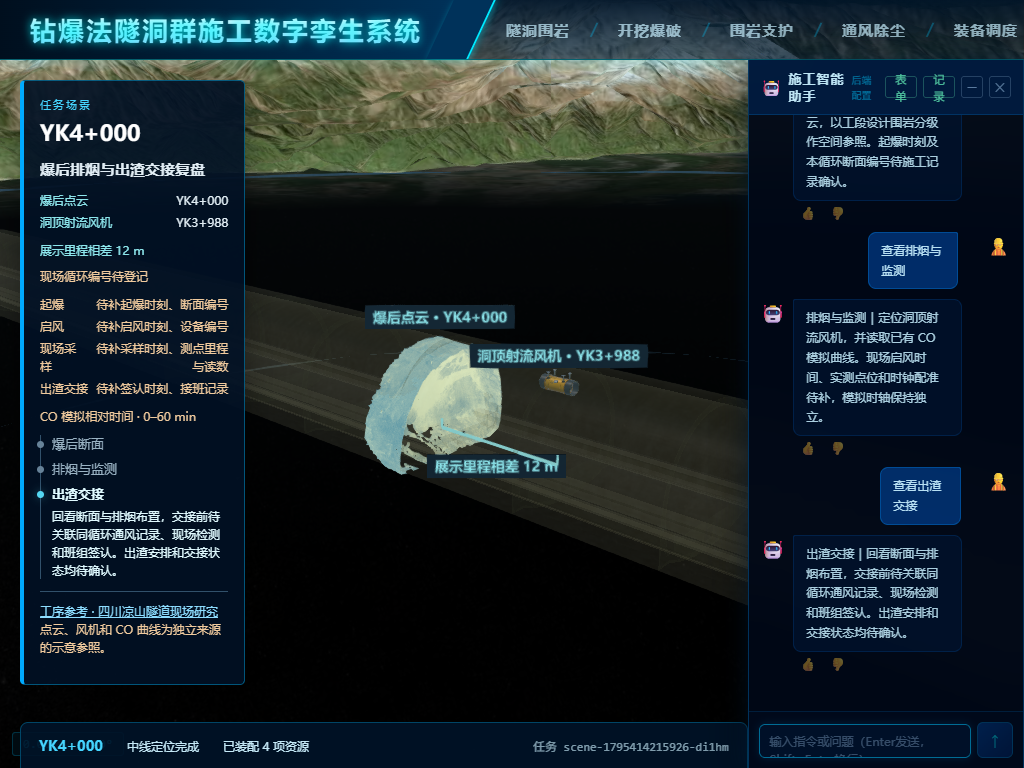 钻爆法隧洞群施工数字孪生系统
隧洞围岩 / 开挖爆破 / 围岩支护 / 通风除尘 / 装备调度
任务场景
YK4+000
爆后排烟与出渣交接复盘
爆后点云 YK4+000
洞顶射流风机 YK3+988
展示里程相差 12 m
现场循环编号待登记
起爆 待补起爆时刻、断面编号
启风 待补启风时刻、设备编号
现场采样 待补采样时刻、测点里程与读数
出渣交接 待补签认时刻、接班记录
CO 模拟相对时间 · 0–60 min
爆后断面
排烟与监测
出渣交接
回看断面与排烟布置，交接前待
关联同循环通风记录、现场检测
和班组签认。出渣安排和交接状
态均待确认。
工序参考 · 四川凉山隧道现场研究
点云、风机和 CO 曲线为独立来源
的示意参照。
爆后点云 · YK4+000
洞顶射流风机 · YK3+988
展示里程相差 12 m
YK4+000 中线定位完成 已装配 4 项资源
任务 scene-1795414215926-di1hm
施工智能
助手
后端
配置
表单
记录
云，以工段设计围岩分级
作空间参照。起爆时刻及
本循环断面编号待施工记
录确认。
查看排烟与
监测
排烟与监测 | 定位洞顶射
流风机，并读取已有 CO
模拟曲线。现场启风时
间、实测点位和时钟配准
待补，模拟时轴保持独
立。
查看出渣
交接
出渣交接 | 回看断面与排
烟布置，交接前待关联同
循环通风记录、现场检测
和班组签认。出渣安排和
交接状态均待确认。
输入指令或问题（Enter发送，